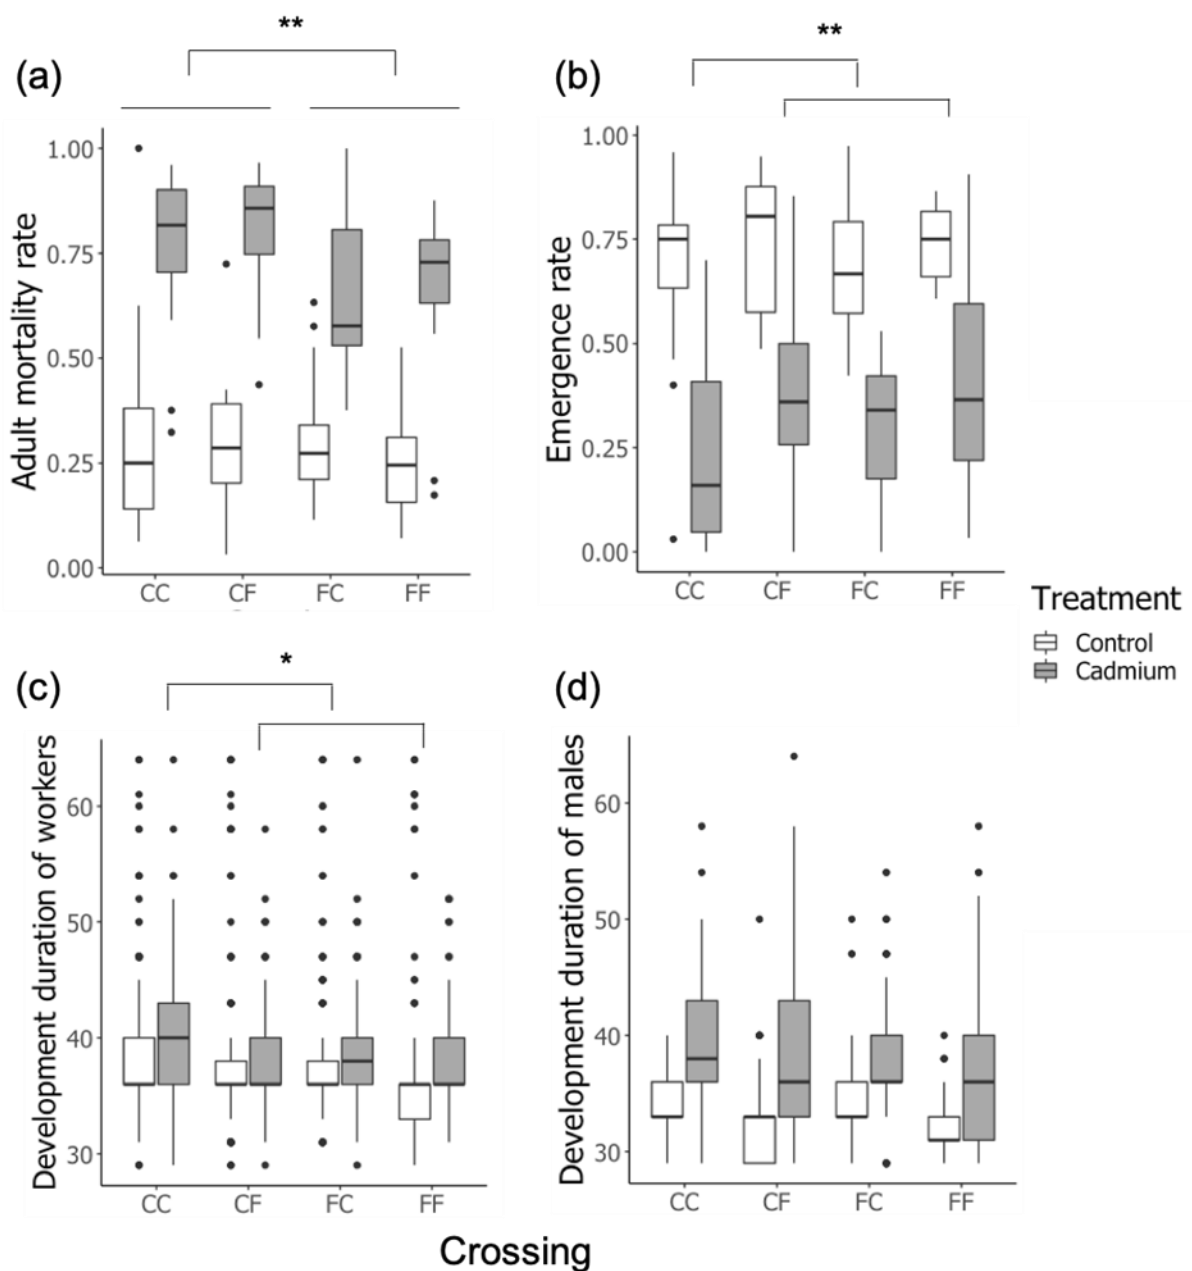 **
(a)
Adult mortality rate
1.00
0.75
0.50
0.25
0.00
CC CF FC FF
**
(b)
Emergence rate
1.00
0.75
0.50
0.25
0.00
CC CF FC FF
Treatment
Control
Cadmium
*
(c)
Development duration of workers
60
50
40
30
CC CF FC FF
(d)
Development duration of males
60
50
40
30
CC CF FC FF
Crossing